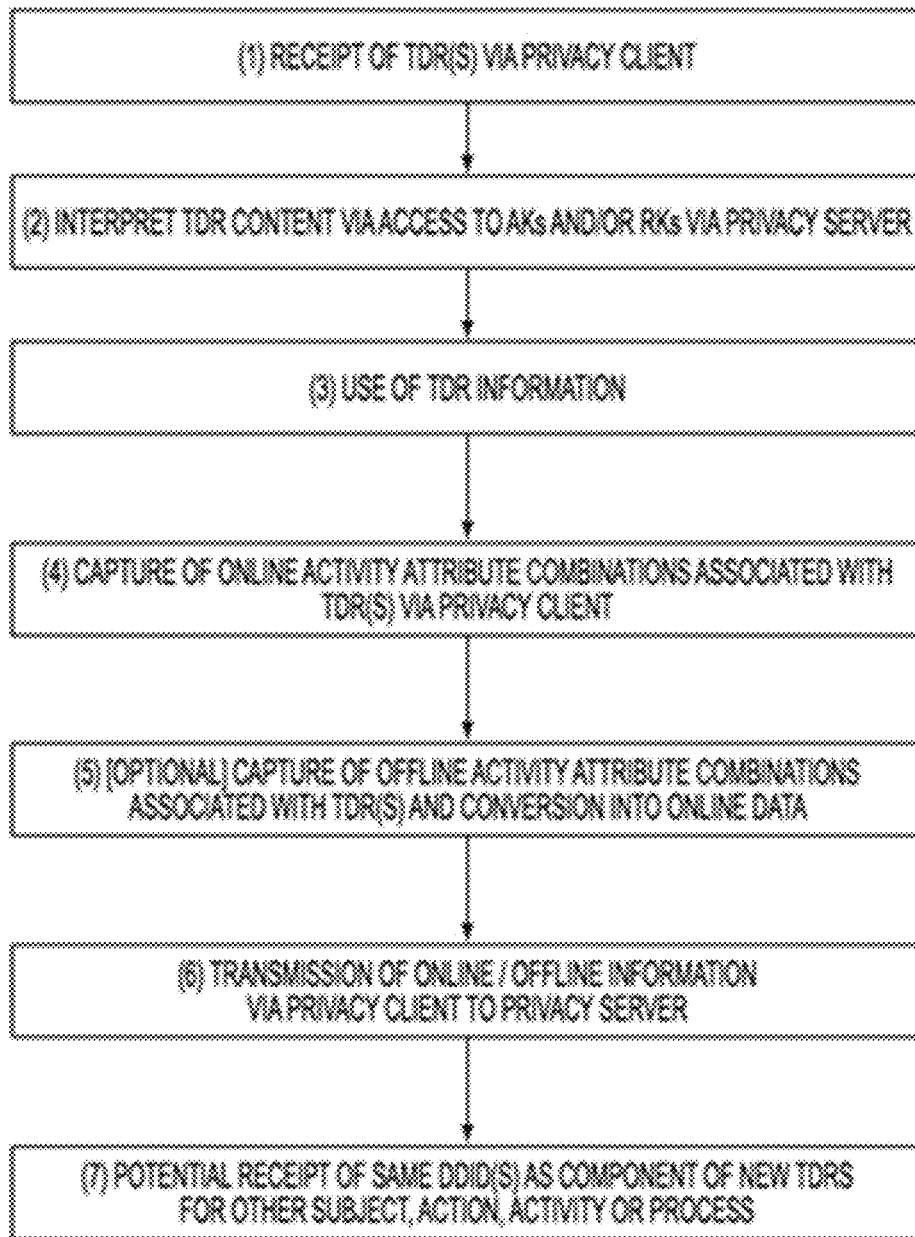 (1) RECEIPT OF TDR(S) VIA PRIVACY CLIENT
(2) INTERPRET TDR CONTENT VIA ACCESS TO AKs AND/OR RKs VIA PRIVACY SERVER
(3) USE OF TDR INFORMATION
(4) CAPTURE OF ONLINE ACTIVITY ATTRIBUTE COMBINATIONS ASSOCIATED WITH
TDR(S) VIA PRIVACY CLIENT
(5) [OPTIONAL] CAPTURE OF OFFLINE ACTIVITY ATTRIBUTE COMBINATIONS
ASSOCIATED WITH TDR(S) AND CONVERSION INTO ONLINE DATA
(6) TRANSMISSION OF ONLINE / OFFLINE INFORMATION
VIA PRIVACY CLIENT TO PRIVACY SERVER
(7) POTENTIAL RECEIPT OF SAME DDID(S) AS COMPONENT OF NEW TDRS
FOR OTHER SUBJECT, ACTION, ACTIVITY OR PROCESS